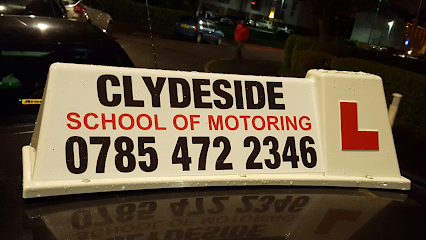 CLYDESIDE
SCHOOL OF MOTORING
0785 472 2346
L